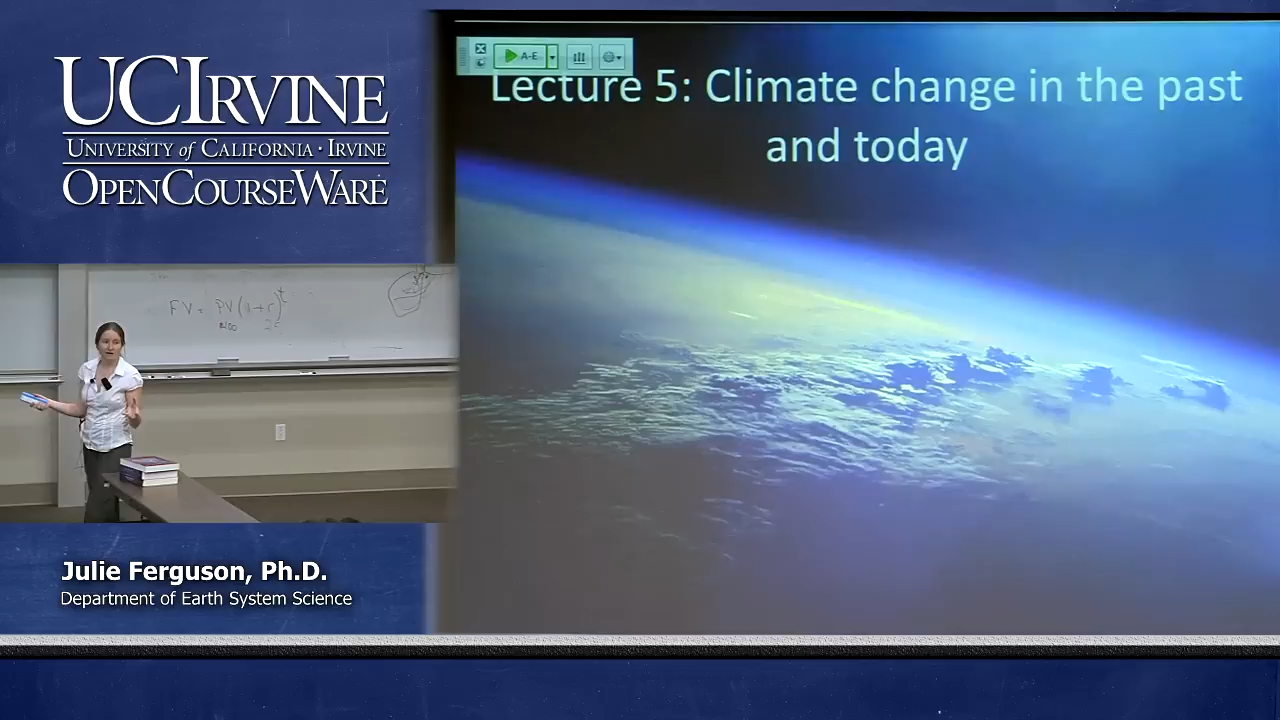 UCIRVINE
UNIVERSITY of CALIFORNIA · IRVINE
OPENCOURSEWARE
A-E
Lecture 5: Climate change in the past
and today
FV = PV(1+r)^t
Julie Ferguson, Ph.D.
Department of Earth System Science